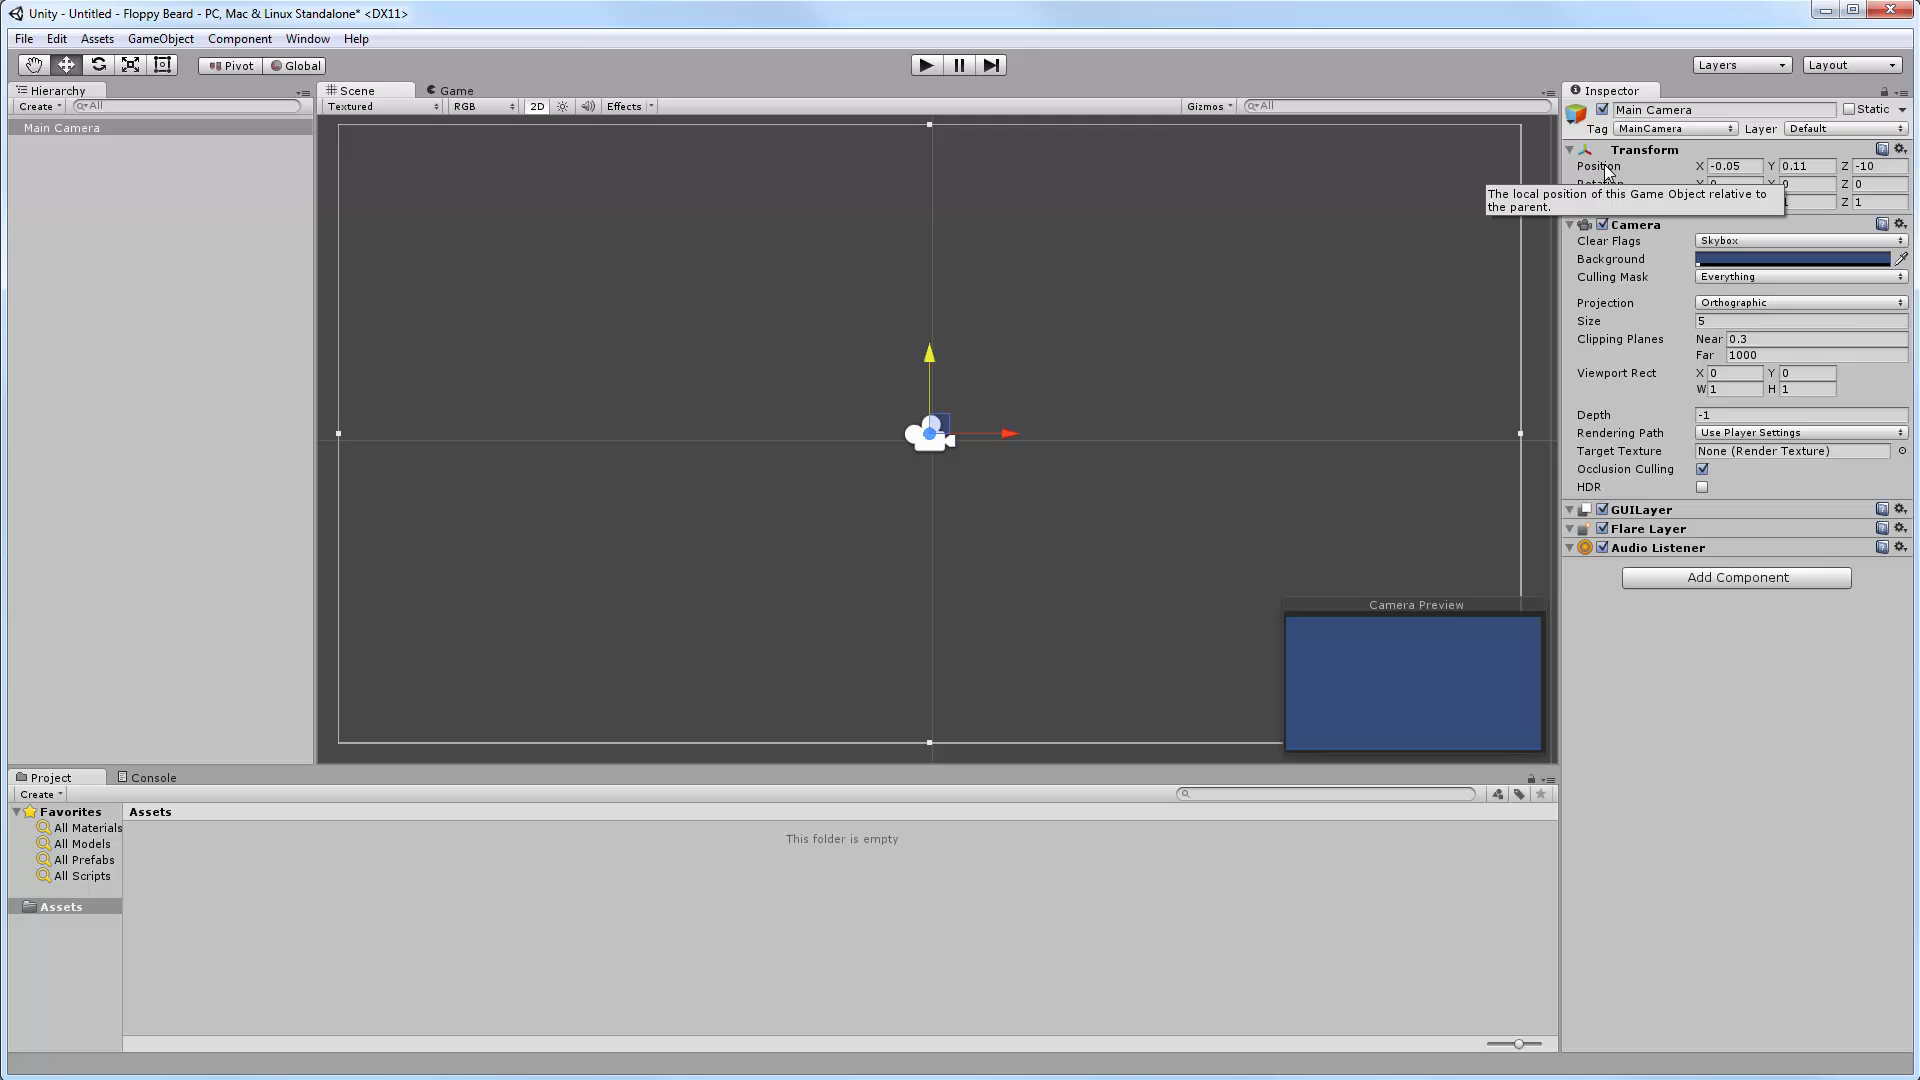 Unity - Untitled - Floppy Beard - PC, Mac & Linux Standalone* <DX11>
File Edit Assets GameObject Component Window Help
Pivot Global Layers Layout
Hierarchy
Create All
Main Camera
Scene Game
Textured RGB 2D Effects Gizmos All
Camera Preview
Inspector
Main Camera Static
Tag MainCamera Layer Default
Transform
Position X -0.05 Y 0.11 Z -10
Z 0
The local position of this Game Object relative to
the parent.
Z 1
Camera
Clear Flags Skybox
Background
Culling Mask Everything
Projection Orthographic
Size 5
Clipping Planes Near 0.3
Far 1000
Viewport Rect X 0 Y 0
W 1 H 1
Depth -1
Rendering Path Use Player Settings
Target Texture None (Render Texture)
Occlusion Culling
HDR
GUILayer
Flare Layer
Audio Listener
Add Component
Project Console
Create
Favorites
All Materials
All Models
All Prefabs
All Scripts
Assets
Assets
This folder is empty